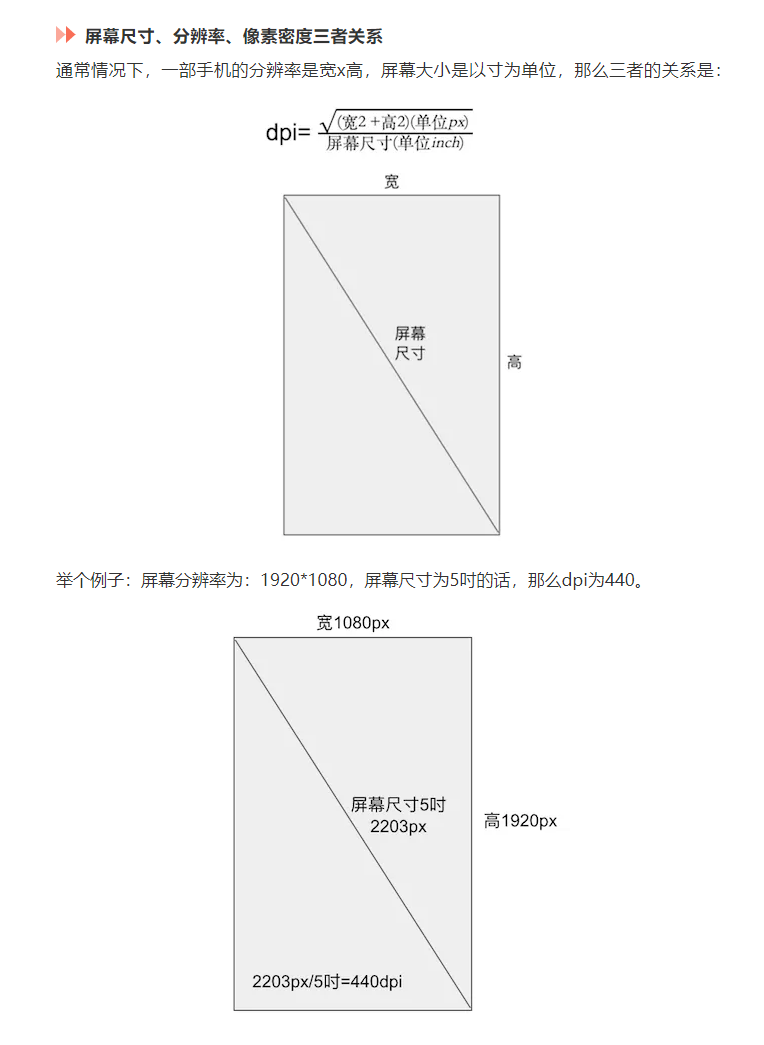 屏幕尺寸、分辨率、像素密度三者关系
通常情况下，一部手机的分辨率是宽x高，屏幕大小是以寸为单位，那么三者的关系是：
dpi= √(宽2 +高2)(单位px)
屏幕尺寸(单位inch)
宽
屏幕
尺寸
高
举个例子：屏幕分辨率为：1920*1080，屏幕尺寸为5吋的话，那么dpi为440。
宽1080px
屏幕尺寸5吋
2203px
高1920px
2203px/5吋=440dpi